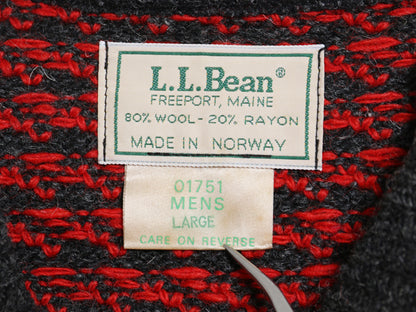 L.L.Bean®
FREEPORT, MAINE
80% WOOL - 20% RAYON
MADE IN NORWAY
01751
MENS
LARGE
CARE ON REVERSE